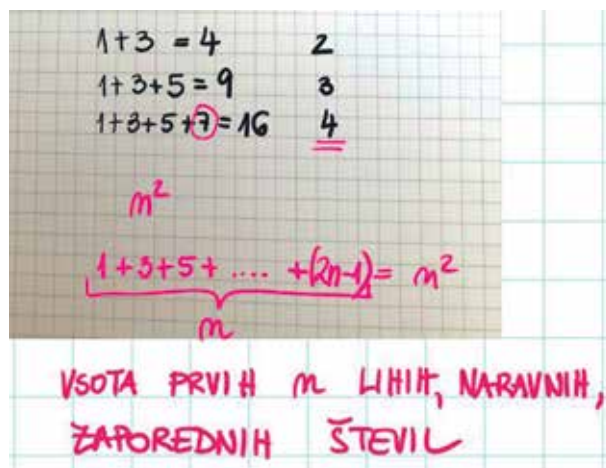 1+3 = 4 2
1+3+5 = 9 3
1+3+5+7 = 16 4
n²
1+3+5+ .... +(2n-1) = n²
n
VSOTA PRVIH n LIHIH, NARAVNIH,
ZAPOREDNIH ŠTEVIL